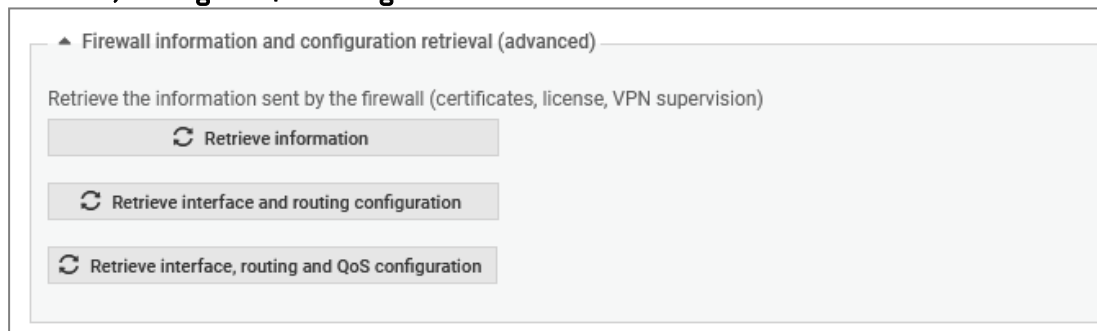 Firewall information and configuration retrieval (advanced)
Retrieve the information sent by the firewall (certificates, license, VPN supervision)
Retrieve information
Retrieve interface and routing configuration
Retrieve interface, routing and QoS configuration